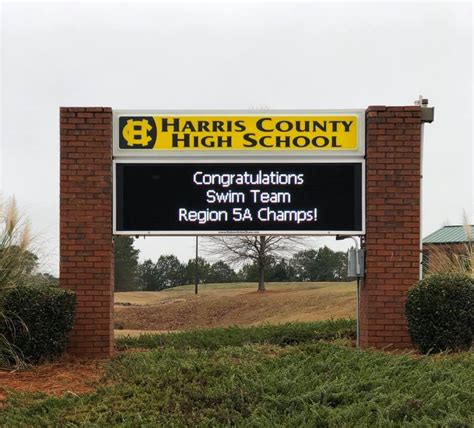 HARRIS COUNTY
HIGH SCHOOL
Congratulations
Swim Team
Region 5A Champs!